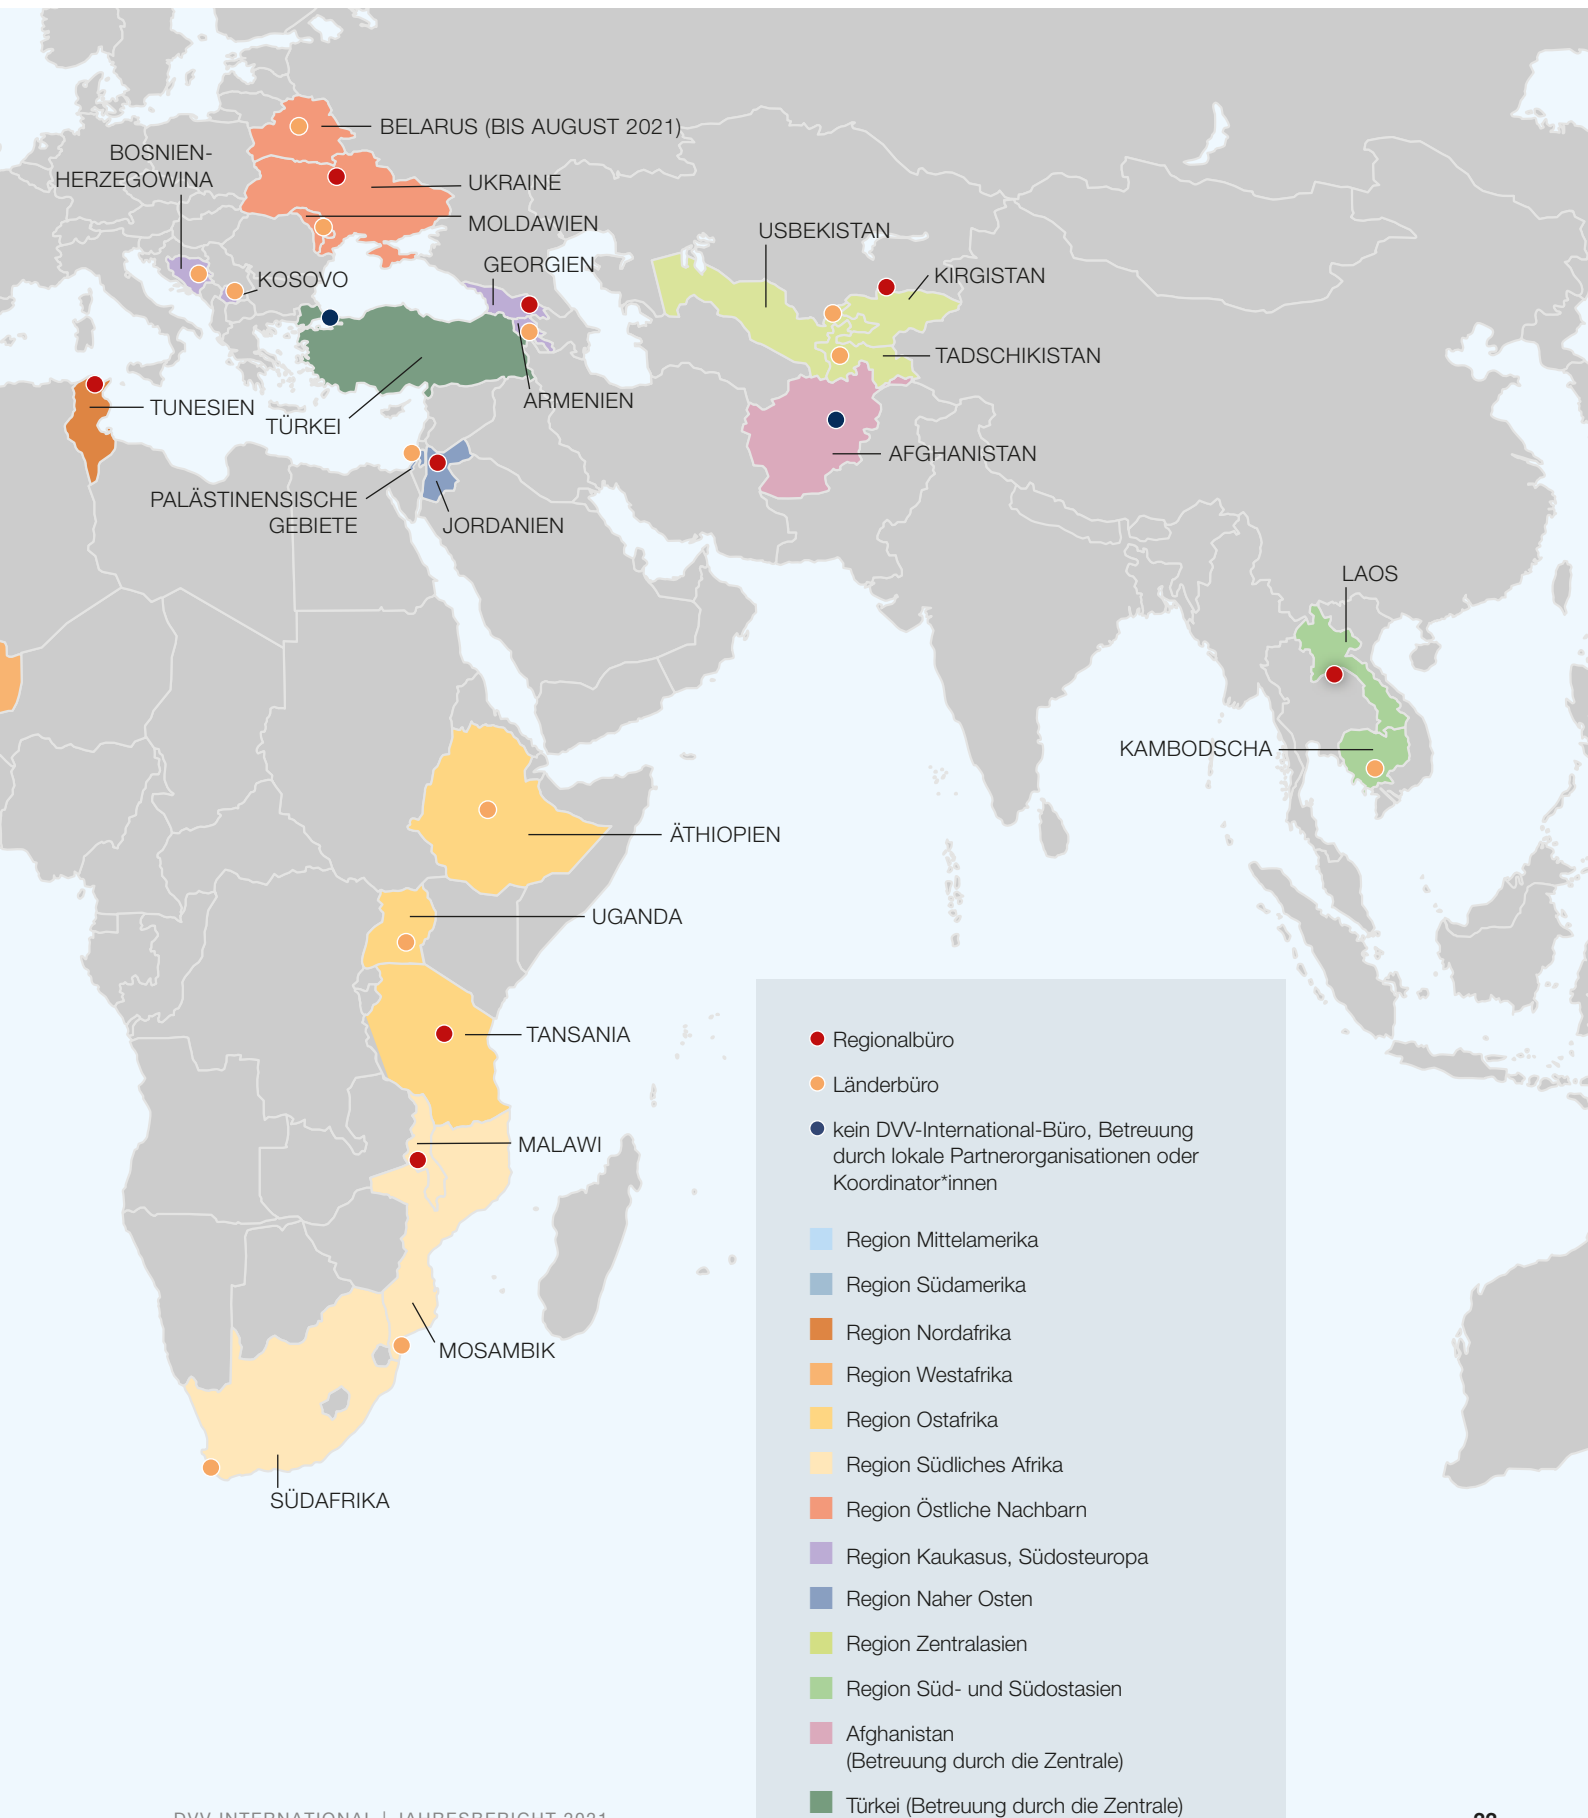 BELARUS (BIS AUGUST 2021)
BOSNIEN-
HERZEGOWINA
UKRAINE
MOLDAWIEN
USBEKISTAN
GEORGIEN
KIRGISTAN
KOSOVO
TADSCHIKISTAN
ARMENIEN
TUNESIEN
TÜRKEI
AFGHANISTAN
PALÄSTINENSISCHE
GEBIETE
JORDANIEN
LAOS
KAMBODSCHA
ÄTHIOPIEN
UGANDA
TANSANIA
MALAWI
MOSAMBIK
SÜDAFRIKA
Regionalbüro
Länderbüro
kein DVV-International-Büro, Betreuung
durch lokale Partnerorganisationen oder
Koordinator*innen
Region Mittelamerika
Region Südamerika
Region Nordafrika
Region Westafrika
Region Ostafrika
Region Südliches Afrika
Region Östliche Nachbarn
Region Kaukasus, Südosteuropa
Region Naher Osten
Region Zentralasien
Region Süd- und Südostasien
Afghanistan
(Betreuung durch die Zentrale)
Türkei (Betreuung durch die Zentrale)
DVV INTERNATIONAL | JAHRESBERICHT 2021